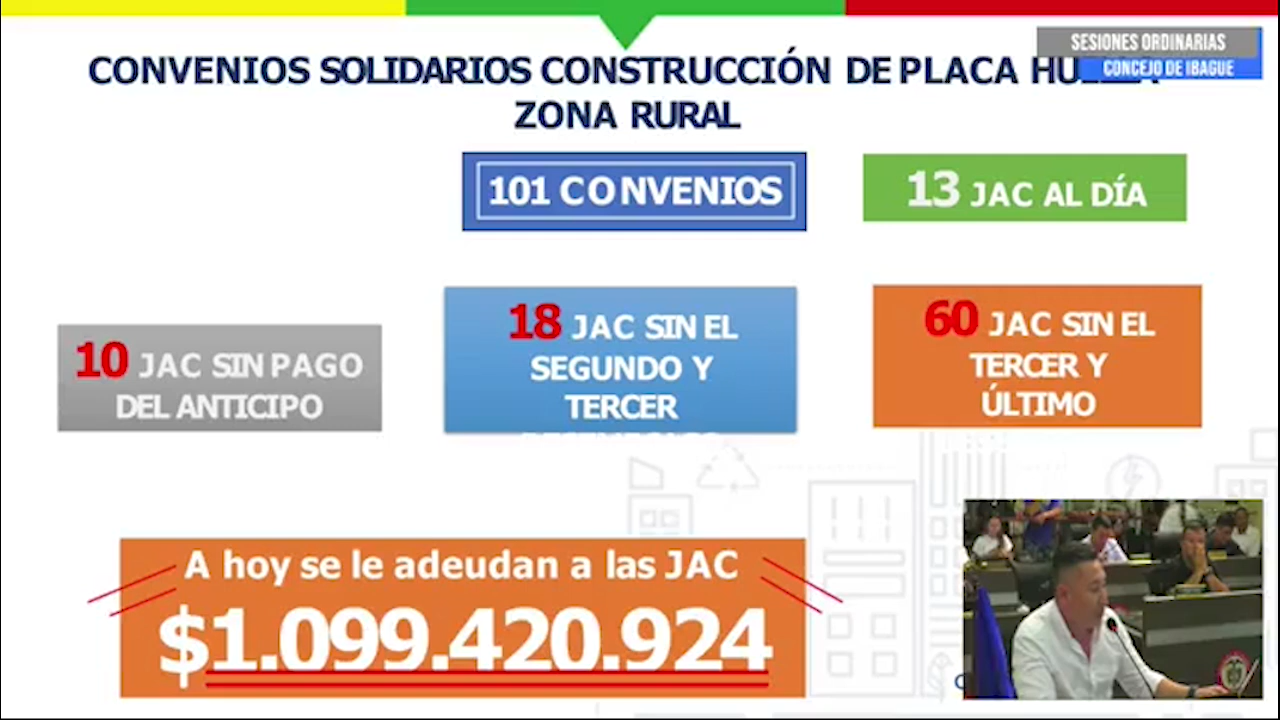 SESIONES ORDINARIAS
CONCEJO DE IBAGUE
CONVENIOS SOLIDARIOS CONSTRUCCIÓN DE PLACA
ZONA RURAL
101 CONVENIOS
13 JAC AL DÍA
10 JAC SIN PAGO
DEL ANTICIPO
18 JAC SIN EL
SEGUNDO Y
TERCER
60 JAC SIN EL
TERCER Y
ÚLTIMO
A hoy se le adeudan a las JAC
$1.099.420.924